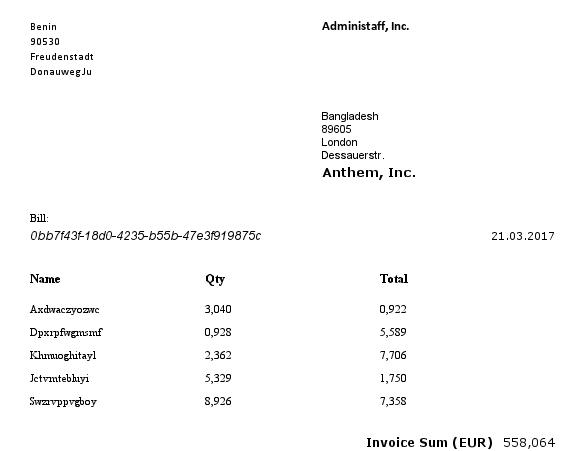 Benin
90530
Freudenstadt
DonauwegJu
Administaff, Inc.
Bangladesh
89605
London
Dessauerstr.
Anthem, Inc.
Bill:
0bb7f43f-18d0-4235-b55b-47e3f919875c
21.03.2017
Name Qty Total
Axdwaczyozwc 3,040 0,922
Dpxrpfwgmsmf 0,928 5,589
Khmuoghitayl 2,362 7,706
Jctvmtebluyi 5,329 1,750
Swzrvppvgboy 8,926 7,358
Invoice Sum (EUR) 558,064